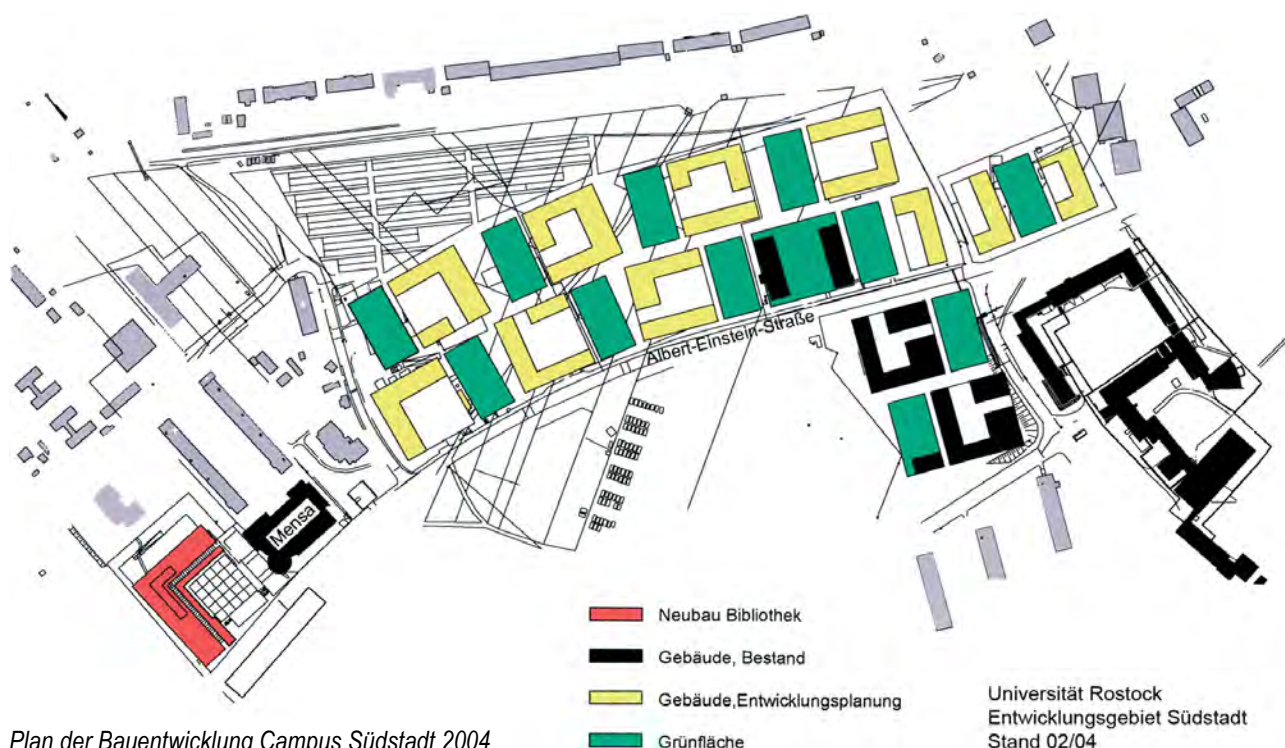 Albert-Einstein-Straße
Mensa
Neubau Bibliothek
Gebäude, Bestand
Gebäude,Entwicklungsplanung
Grünfläche
Universität Rostock
Entwicklungsgebiet Südstadt
Stand 02/04
Plan der Bauentwicklung Campus Südstadt 2004